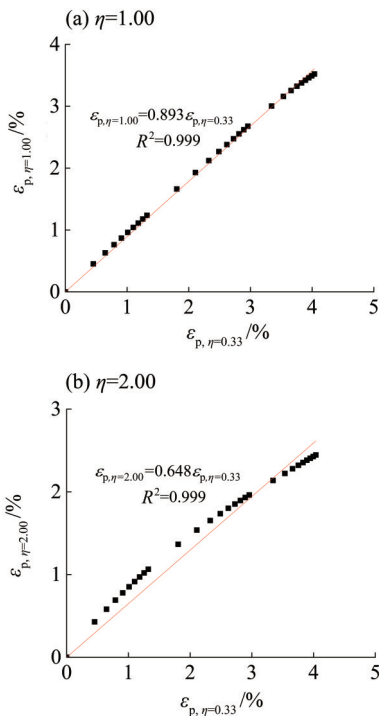 (a) η=1.00
4
3
2
1
0
0 1 2 3 4 5
ε_p, η=1.00/%
ε_p,η=1.00=0.893ε_p,η=0.33
R²=0.999
ε_p, η=0.33/%
(b) η=2.00
3
2
1
0
0 1 2 3 4 5
ε_p, η=2.00/%
ε_p,η=2.00=0.648ε_p,η=0.33
R²=0.999
ε_p, η=0.33/%